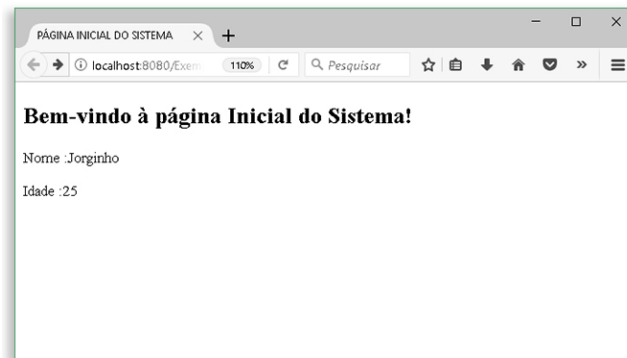 PÁGINA INICIAL DO SISTEMA
localhost:8080/Exem 110% Pesquisar
Bem-vindo à página Inicial do Sistema!
Nome :Jorginho
Idade :25